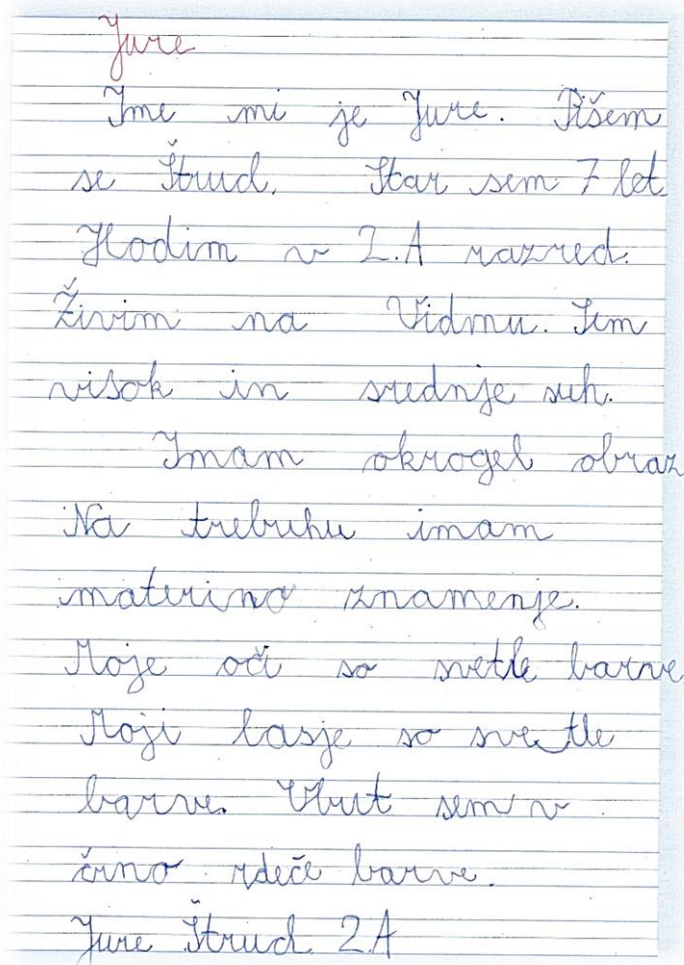 Jure
Ime mi je Jure. Pišem
se Štrud. Star sem 7 let
Hodim v 2.A razred.
Živim na Vidmu. Sem
visok in srednje suh.
Imam okrogel obraz
Na trebuhu imam
materino znamenje.
Moje oči so svetle barve
Moji lasje so svetle
barve. Obut sem v
črno rdeče barve.
Jure Štrud 2A